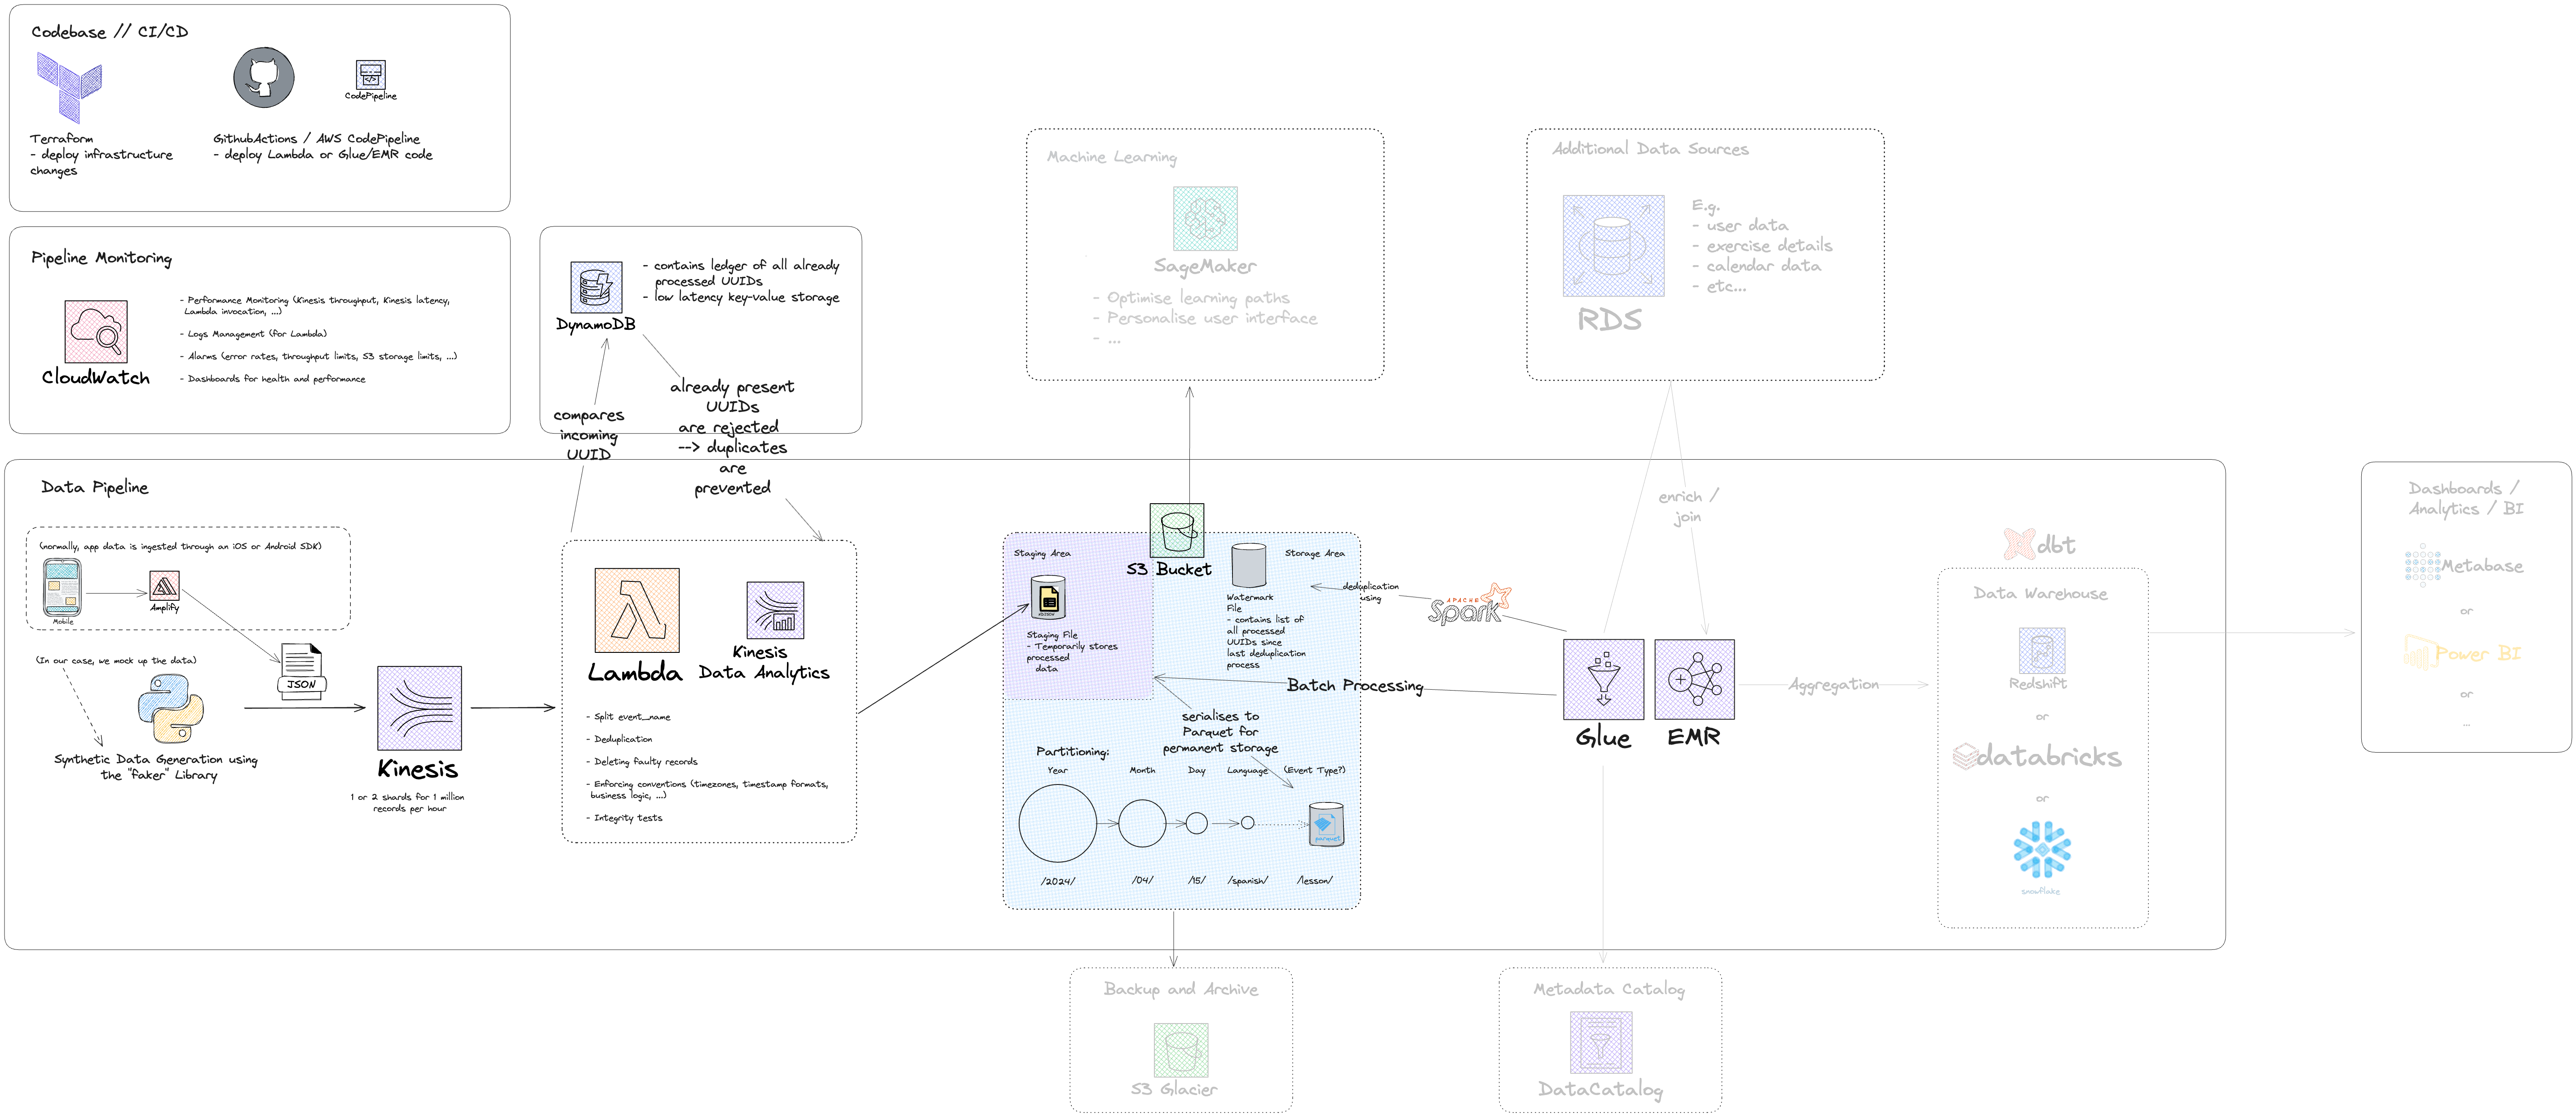 Codebase // CI/CD
CodePipeline
Terraform
- deploy infrastructure
changes
GithubActions / AWS CodePipeline
- deploy Lambda or Glue/EMR code
Pipeline Monitoring
CloudWatch
- Performance Monitoring (Kinesis throughput, Kinesis latency,
Lambda invocation, ...)
- Logs Management (for Lambda)
- Alarms (error rates, throughput limits, S3 storage limits, ...)
- Dashboards for health and performance
DynamoDB
- contains ledger of all already
processed UUIDs
- low latency key-value storage
compares
incoming
UUID
already present
UUIDs
are rejected
--> duplicates
are
prevented
Machine Learning
SageMaker
- Optimise learning paths
- Personalise user interface
- ...
Additional Data Sources
RDS
E.g.
- user data
- exercise details
- calendar data
- etc...
enrich /
join
Data Pipeline
(normally, app data is ingested through an iOS or Android SDK)
Mobile
Amplify
JSON
(In our case, we mock up the data)
Synthetic Data Generation using
the "faker" Library
Kinesis
1 or 2 shards for 1 million
records per hour
Lambda
Kinesis
Data Analytics
- Split event_name
- Deduplication
- Deleting faulty records
- Enforcing conventions (timezones, timestamp formats,
business logic, ...)
- Integrity tests
S3 Bucket
Staging Area
Staging File
- Temporarily stores
processed
data
Storage Area
Watermark
File
- contains list of
all processed
UUIDs since
last deduplication
process
deduplication
using
APACHE
Spark
Batch Processing
serialises to
Parquet for
permanent storage
Partitioning:
Year
Month
Day
Language
(Event Type?)
parquet
/2024/
/04/
/15/
/spanish/
/lesson/
Glue
EMR
Aggregation
dbt
Data Warehouse
Redshift
or
databricks
or
snowflake
Dashboards /
Analytics / BI
Metabase
or
Power BI
or
...
Backup and Archive
S3 Glacier
Metadata Catalog
DataCatalog